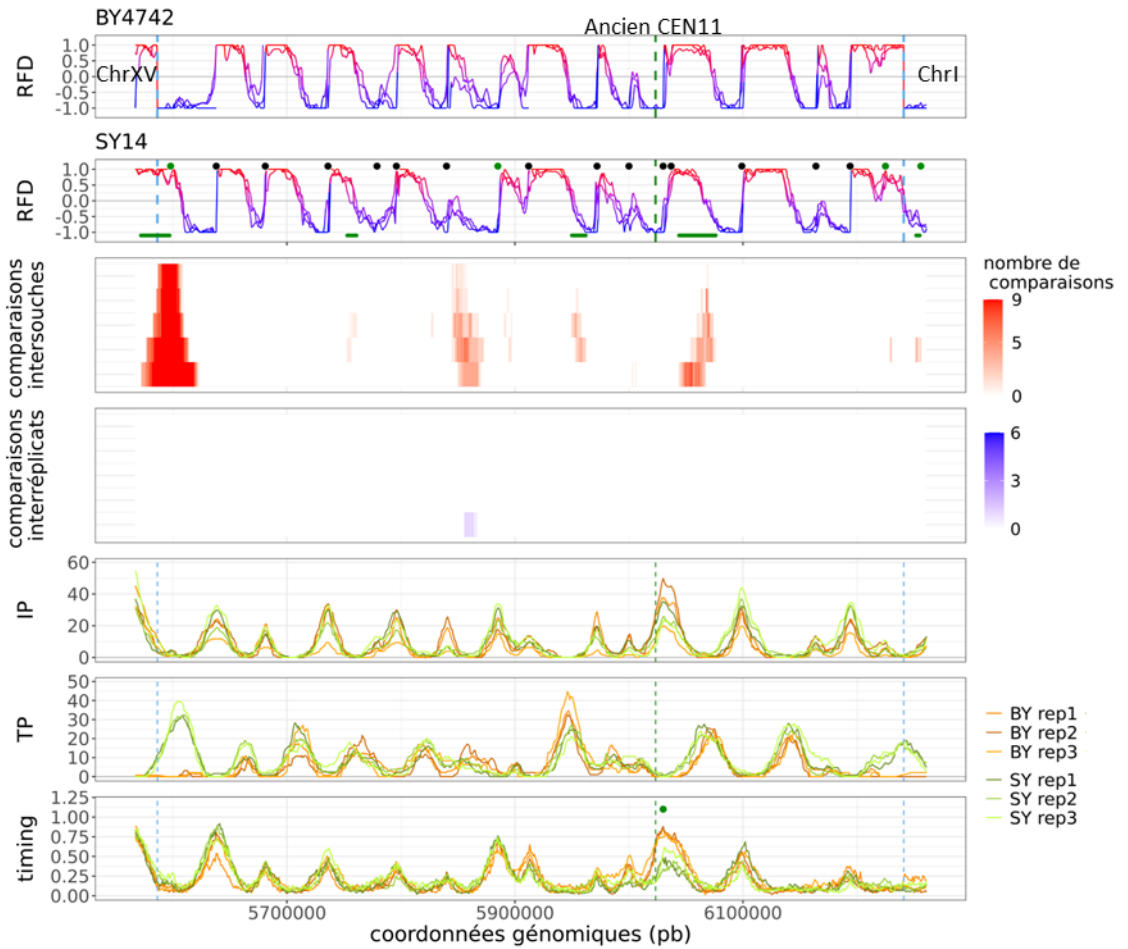 BY4742
Ancien CEN11
RFD
1.0
0.5
0.0
-0.5
-1.0
ChrXV
ChrI
SY14
RFD
1.0
0.5
0.0
-0.5
-1.0
comparaisons
intersouches
nombre de
comparaisons
9
5
0
comparaisons
interréplicats
6
3
0
IP
60
40
20
0
TP
50
40
30
20
10
0
BY rep1
BY rep2
BY rep3
SY rep1
SY rep2
SY rep3
timing
1.25
1.00
0.75
0.50
0.25
0.00
5700000
5900000
6100000
coordonnées génomiques (pb)